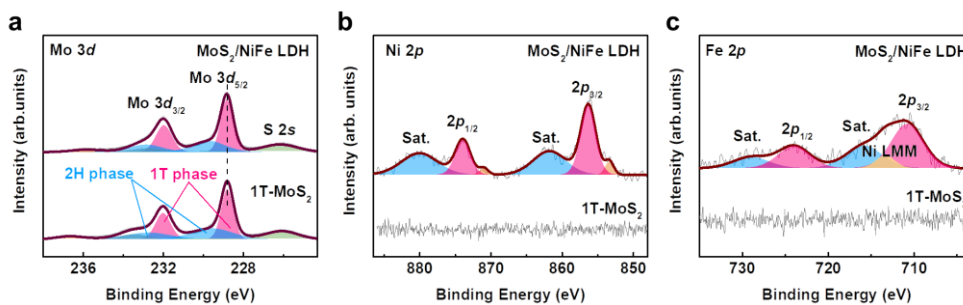 a
Mo 3d
MoS2/NiFe LDH
Mo 3d5/2
Mo 3d3/2
S 2s
2H phase
1T phase
1T-MoS2
Intensity (arb.units)
236 232 228
Binding Energy (eV)
b
Ni 2p
MoS2/NiFe LDH
2p3/2
2p1/2
Sat.
Sat.
1T-MoS2
Intensity (arb.units)
880 870 860 850
Binding Energy (eV)
c
Fe 2p
MoS2/NiFe LDH
2p3/2
Sat.
2p1/2
Sat.
Ni LMM
1T-MoS
Intensity (arb.units)
730 720 710
Binding Energy (eV)